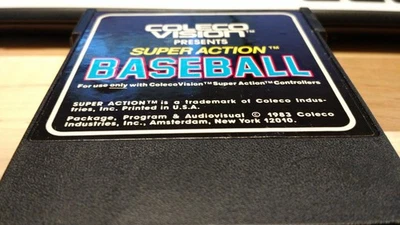 COLECO
VISION™
PRESENTS
SUPER ACTION™
BASEBALL
For use only with ColecoVision™ Super Action™ Controllers
SUPER ACTION™ is a trademark of Coleco Indus-
tries, Inc. Printed in U.S.A.
Package, Program & Audiovisual © 1983 Coleco
Industries, Inc., Amsterdam, New York 12010.